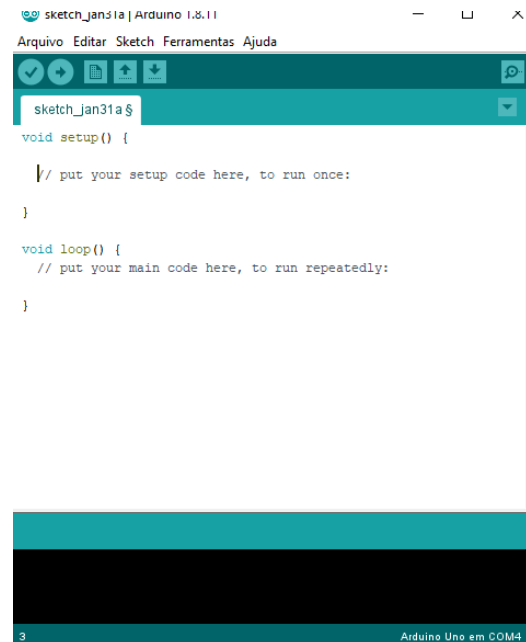 sketch_jan31a | Arduino 1.8.11
Arquivo Editar Sketch Ferramentas Ajuda
sketch_jan31a §
void setup() {
// put your setup code here, to run once:
}
void loop() {
// put your main code here, to run repeatedly:
}
3 Arduino Uno em COM4